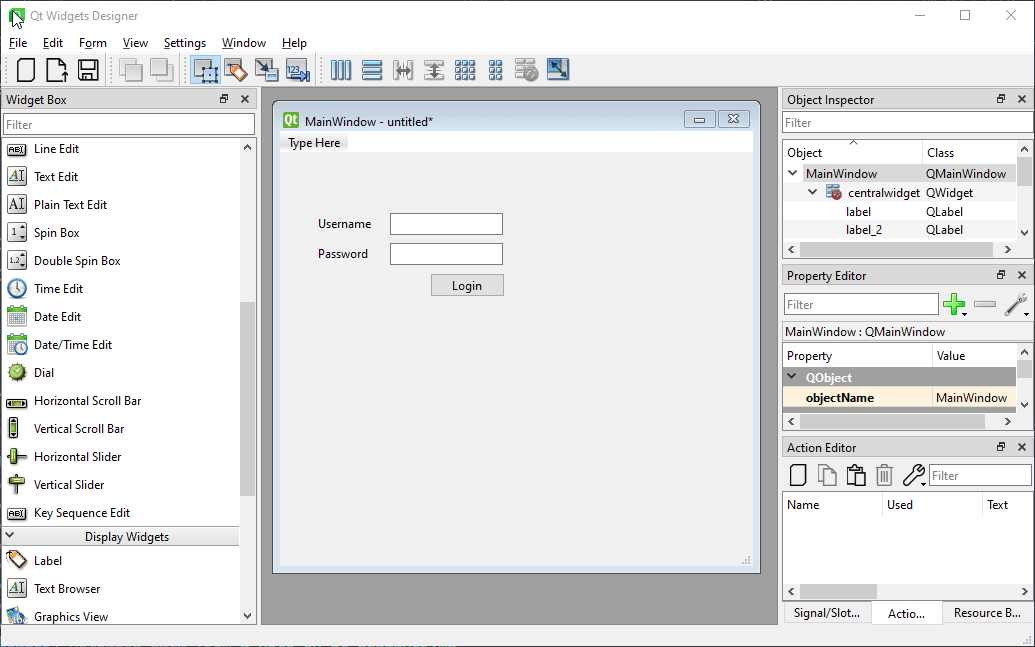 Qt Widgets Designer
File Edit Form View Settings Window Help
Widget Box
Filter
Line Edit
Text Edit
Plain Text Edit
Spin Box
Double Spin Box
Time Edit
Date Edit
Date/Time Edit
Dial
Horizontal Scroll Bar
Vertical Scroll Bar
Horizontal Slider
Vertical Slider
Key Sequence Edit
Display Widgets
Label
Text Browser
Graphics View
Qt MainWindow - untitled*
Type Here
Username
Password
Login
Object Inspector
Filter
Object Class
MainWindow QMainWindow
centralwidget QWidget
label QLabel
label_2 QLabel
Property Editor
Filter
MainWindow : QMainWindow
Property Value
QObject
objectName MainWindow
Action Editor
Filter
Name Used Text
Signal/Slot... Actio... Resource B...